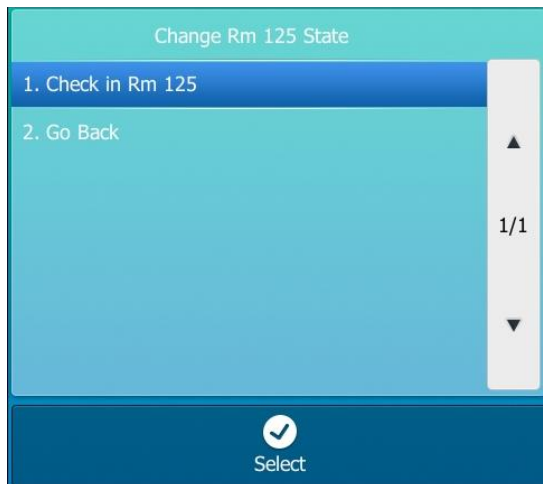 Change Rm 125 State
1. Check in Rm 125
2. Go Back
1/1
Select